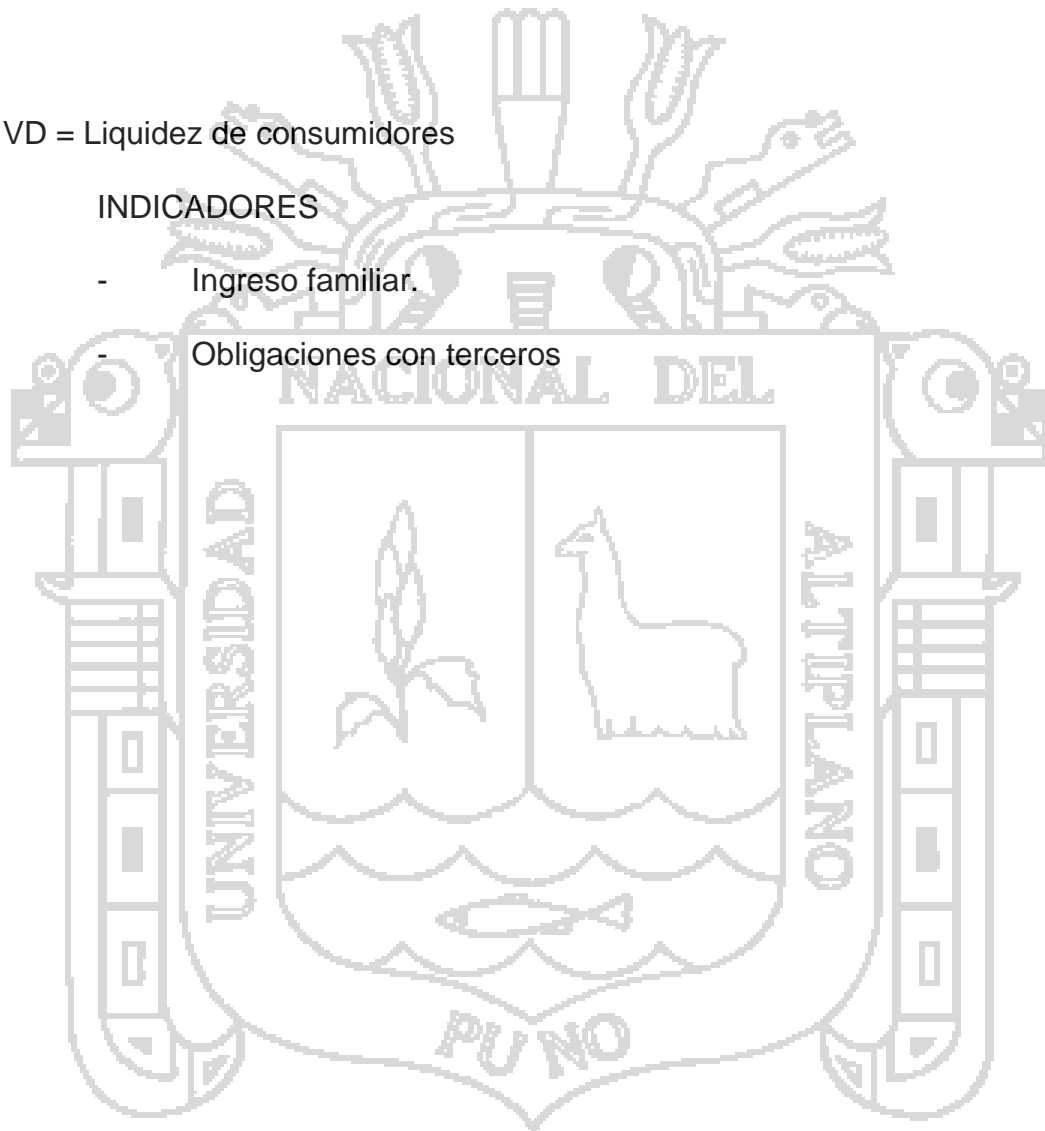 VD = Liquidez de consumidores
INDICADORES
- Ingreso familiar.
- Obligaciones con terceros
NACIONAL DEL
UNIVERSIDAD
ALTIPLANO
PUNO